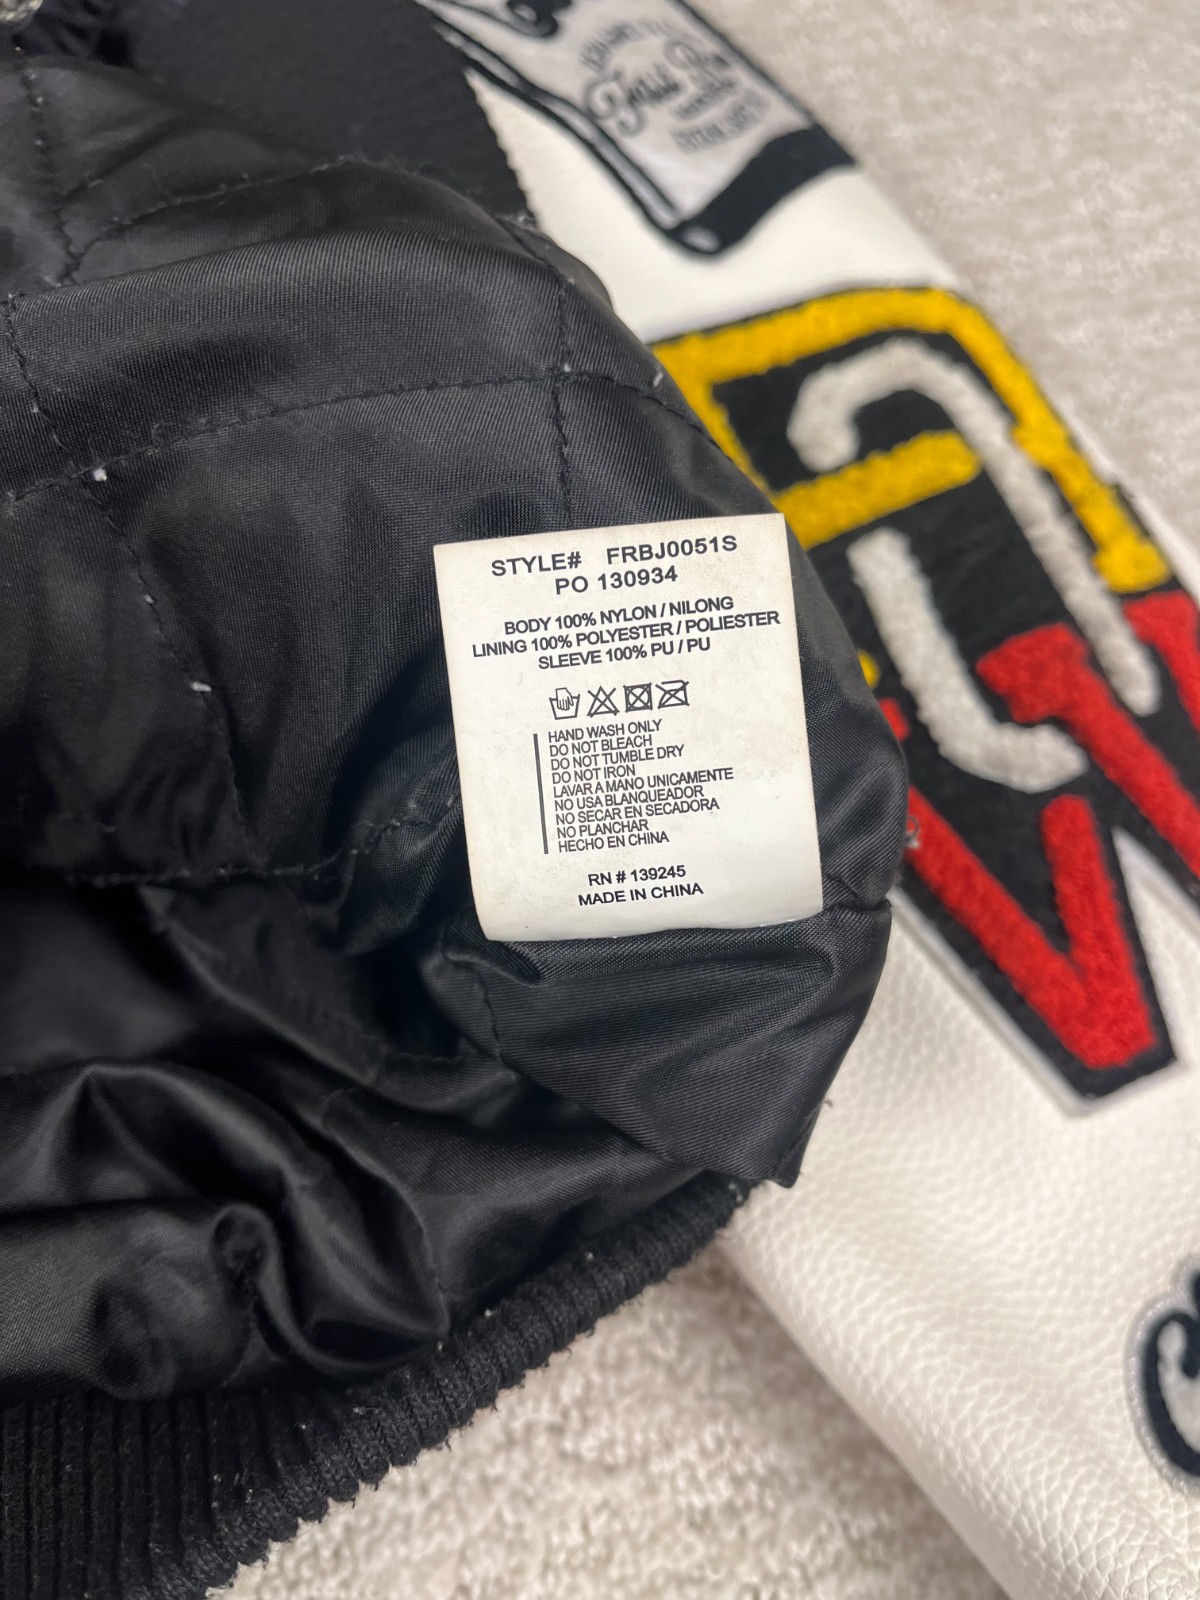 STYLE# FRBJ0051S
PO 130934
BODY 100% NYLON / NILONG
LINING 100% POLYESTER / POLIESTER
SLEEVE 100% PU / PU
HAND WASH ONLY
DO NOT BLEACH
DO NOT TUMBLE DRY
DO NOT IRON
LAVAR A MANO UNICAMENTE
NO USA BLANQUEADOR
NO SECAR EN SECADORA
NO PLANCHAR
HECHO EN CHINA
RN # 139245
MADE IN CHINA